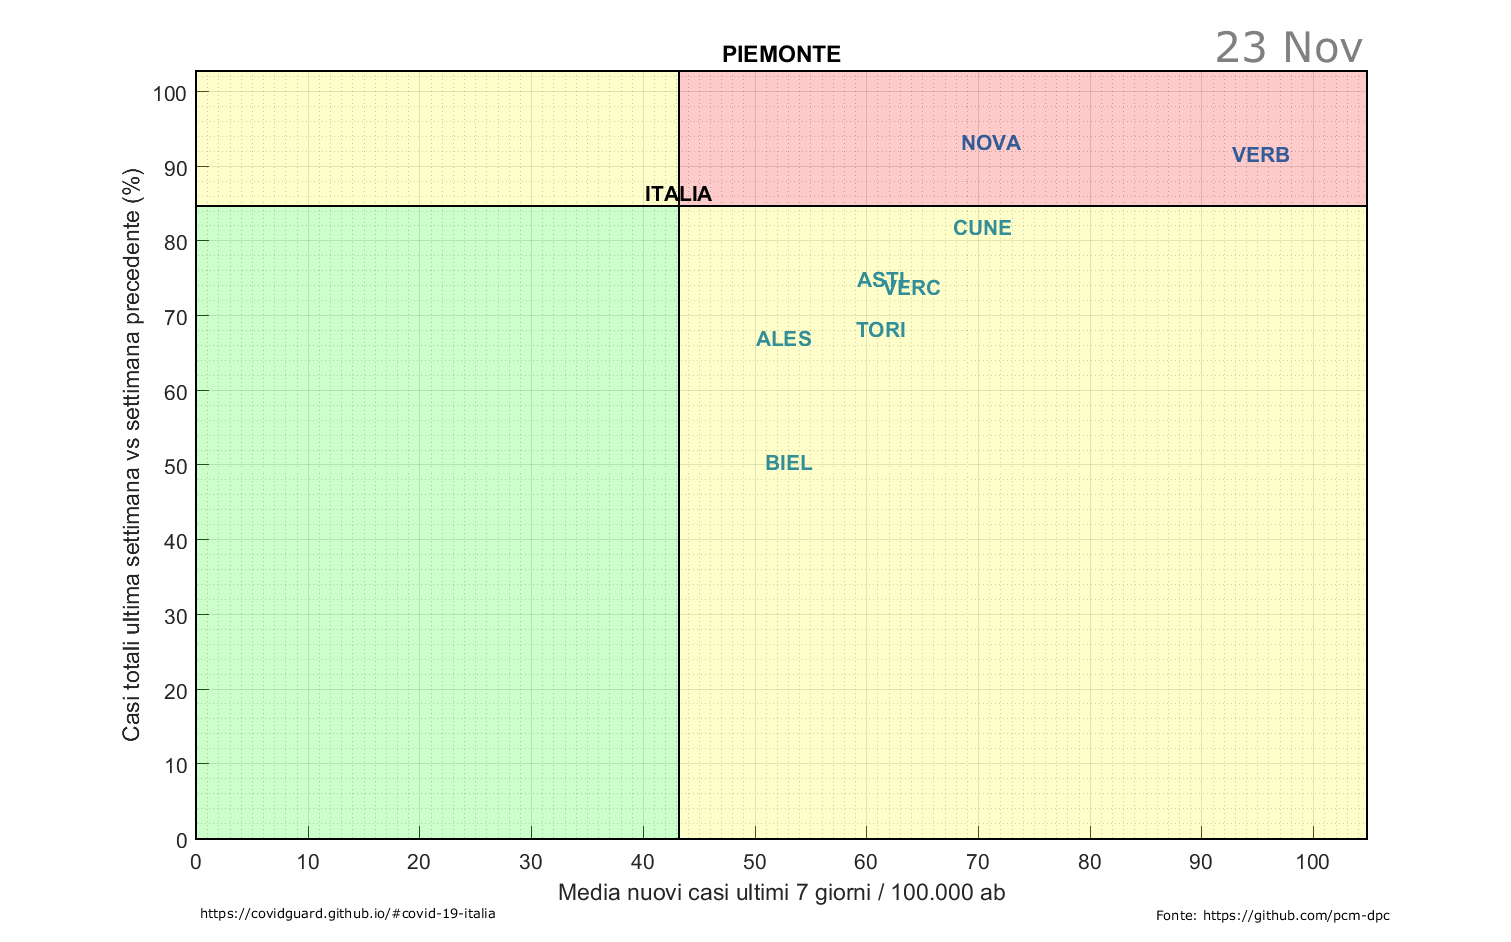 PIEMONTE
23 Nov
100
90
80
70
60
50
40
30
20
10
0
Casi totali ultima settimana vs settimana precedente (%)
NOVA
VERB
ITALIA
CUNE
ASTI
VERC
TORI
ALES
BIEL
0 10 20 30 40 50 60 70 80 90 100
Media nuovi casi ultimi 7 giorni / 100.000 ab
https://covidguard.github.io/#covid-19-italia
Fonte: https://github.com/pcm-dpc